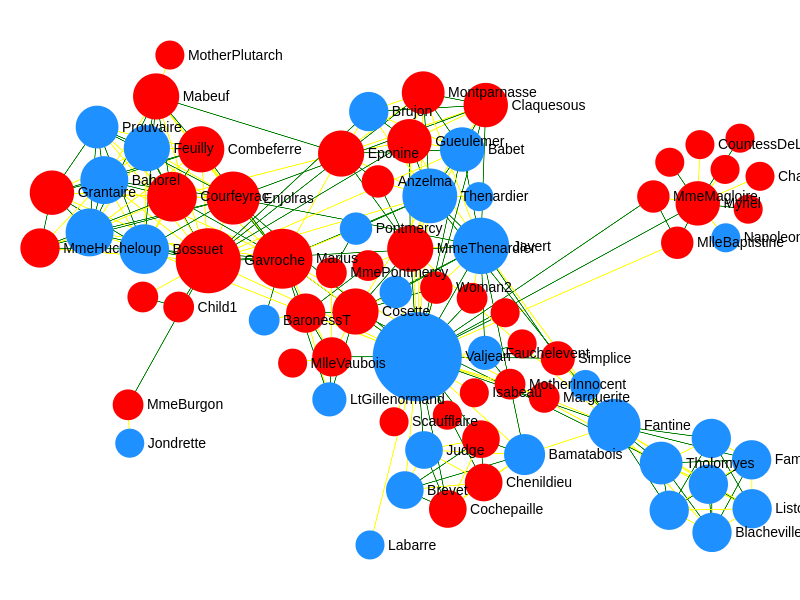 MotherPlutarch
Mabeuf
Montparnasse
Claquesous
Brujon
Prouvaire
Feuilly
Combeferre
Eponine
Gueulemer
Babet
CountessDeL
Bahorel
Grantaire
Anzelma
Cha
Courfeyrac
Enjolras
Thenardier
MmeMagloire
Myriel
Pontmercy
Napoleon
MmeHucheloup
Bossuet
Gavroche
Marius
MmeThenardier
Javert
MlleBaptistine
MmePontmercy
Woman2
Child1
BaronessT
Cosette
MlleVaubois
Valjean
Fauchelevent
Simplice
MotherInnocent
Isabeau
Marguerite
LtGillenormand
MmeBurgon
Scaufflaire
Fantine
Jondrette
Judge
Bamatabois
Tholomyes
Fam
Brevet
Chenildieu
Cochepaille
Listo
Blacheville
Labarre